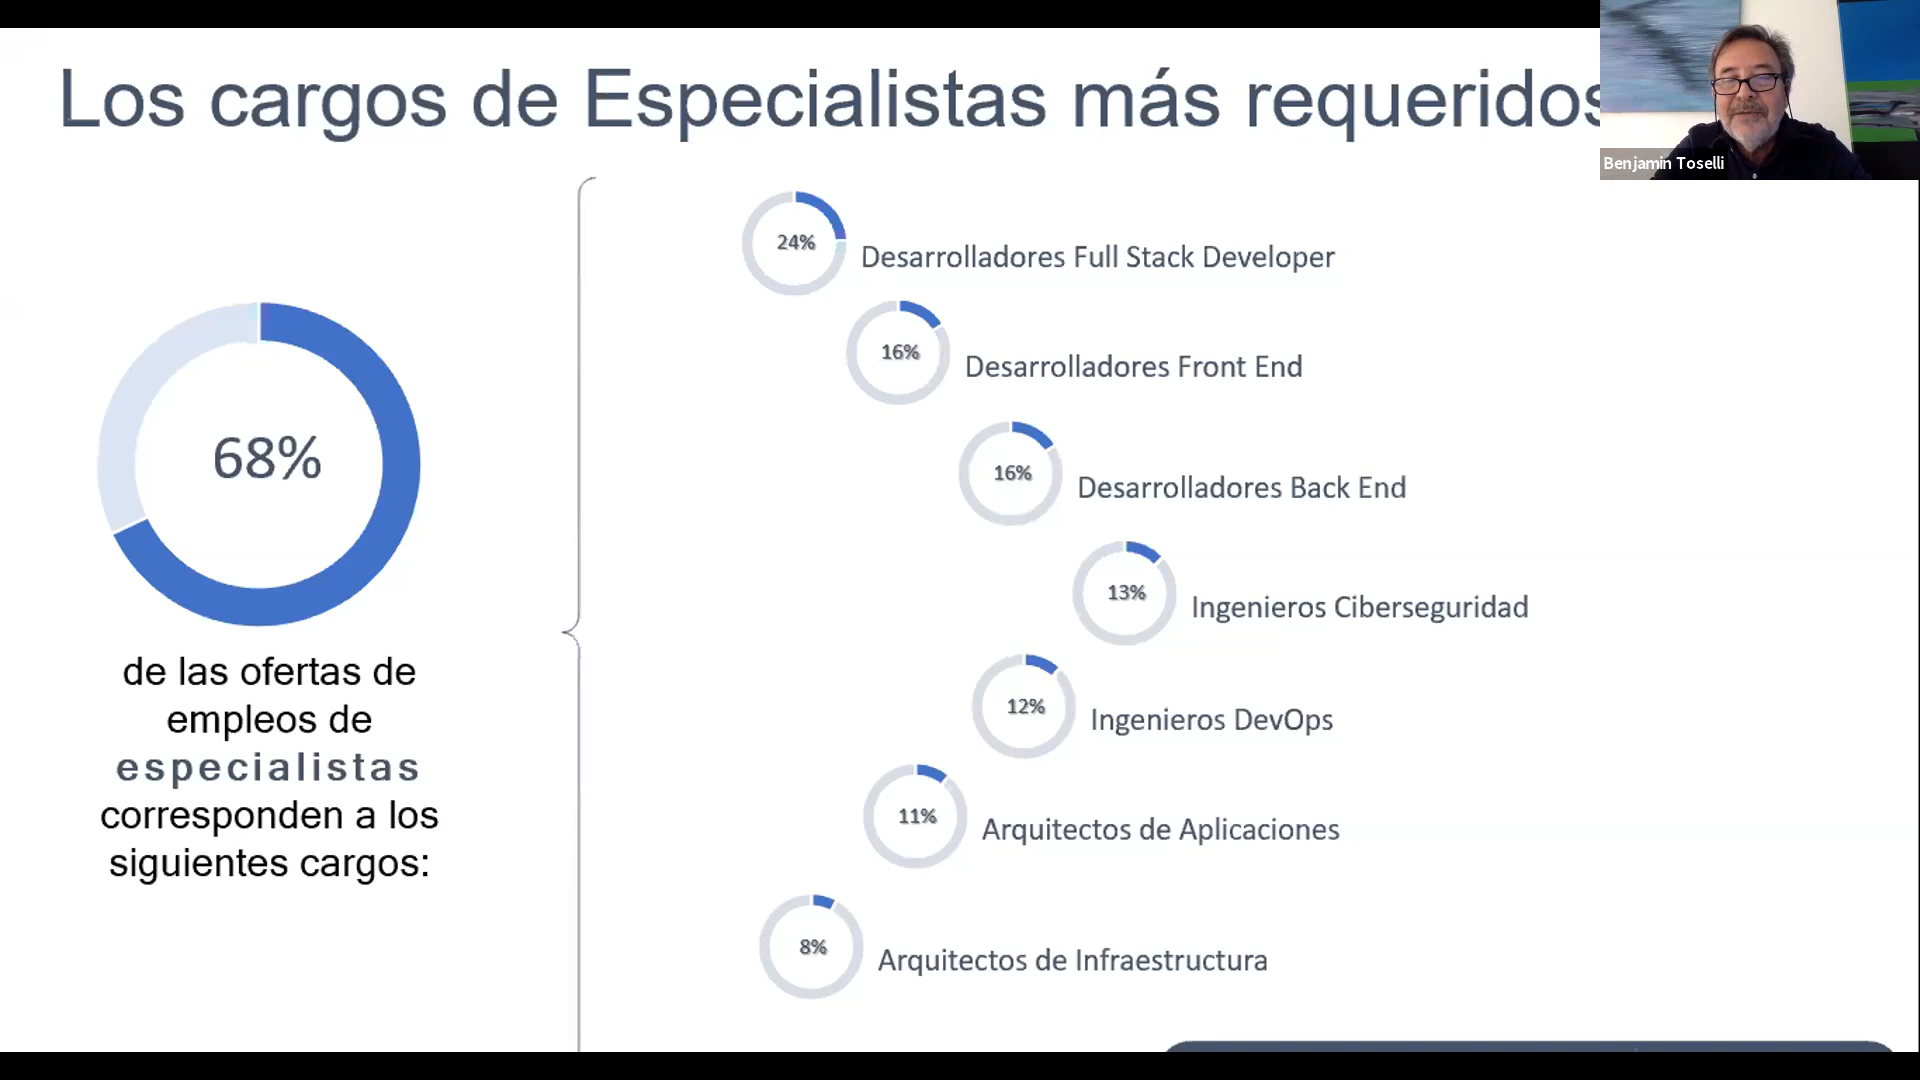 Los cargos de Especialistas más requeridos
Benjamin Toselli
68%
de las ofertas de
empleos de
especialistas
corresponden a los
siguientes cargos:
24%
Desarrolladores Full Stack Developer
16%
Desarrolladores Front End
16%
Desarrolladores Back End
13%
Ingenieros Ciberseguridad
12%
Ingenieros DevOps
11%
Arquitectos de Aplicaciones
8%
Arquitectos de Infraestructura